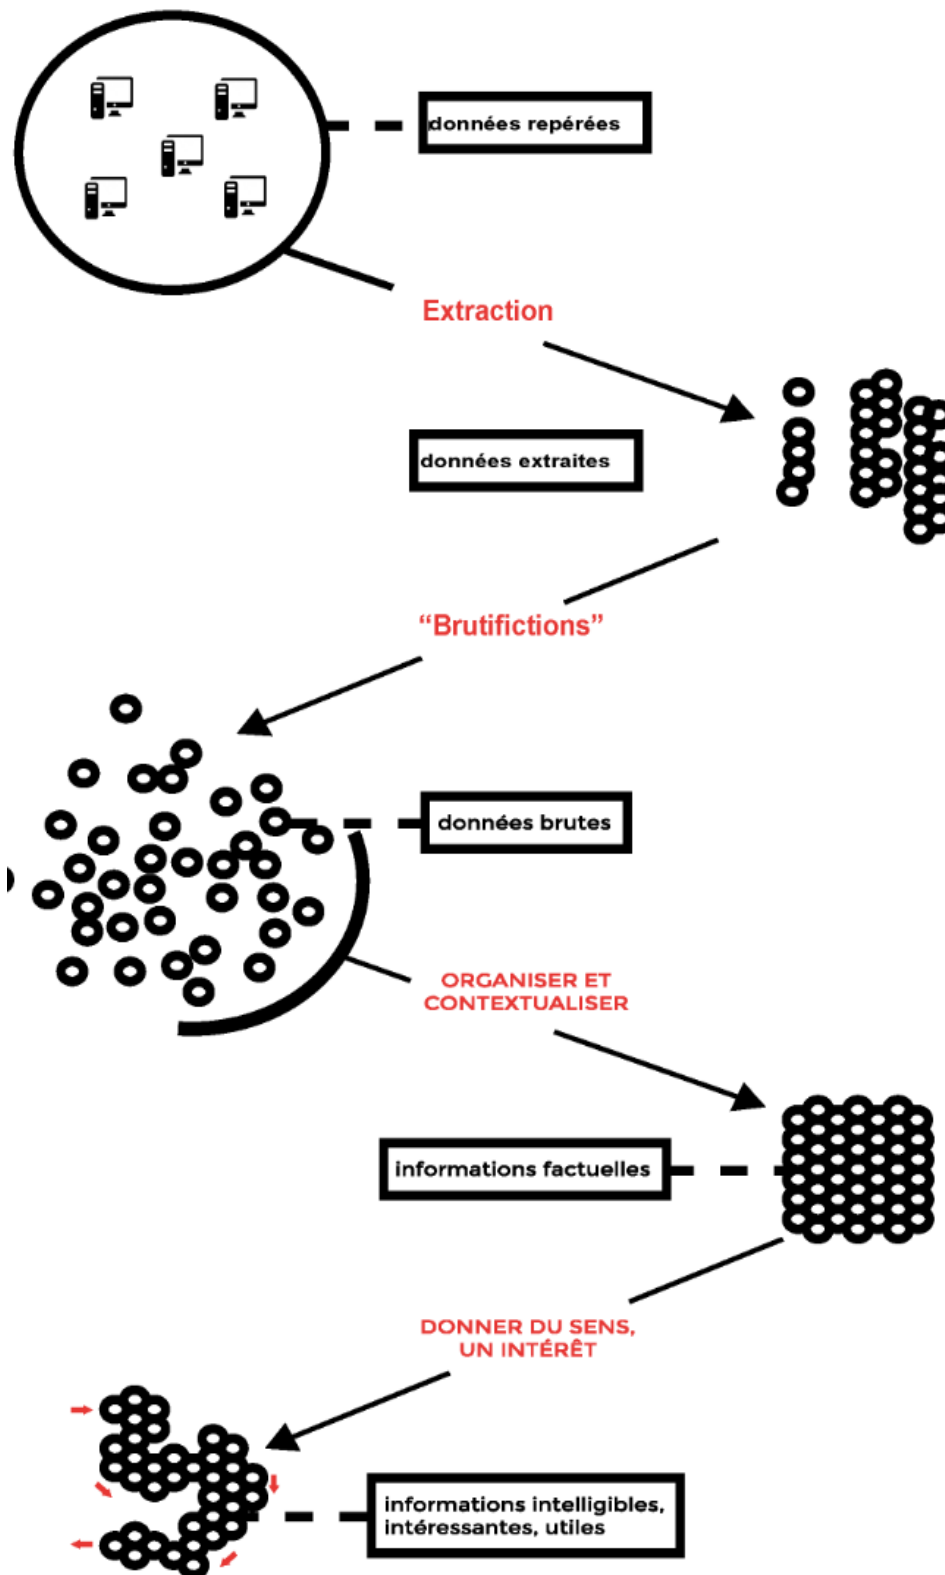 données repérées
Extraction
données extraites
“Brutifictions”
données brutes
ORGANISER ET
CONTEXTUALISER
informations factuelles
DONNER DU SENS,
UN INTÉRÊT
informations intelligibles,
intéressantes, utiles